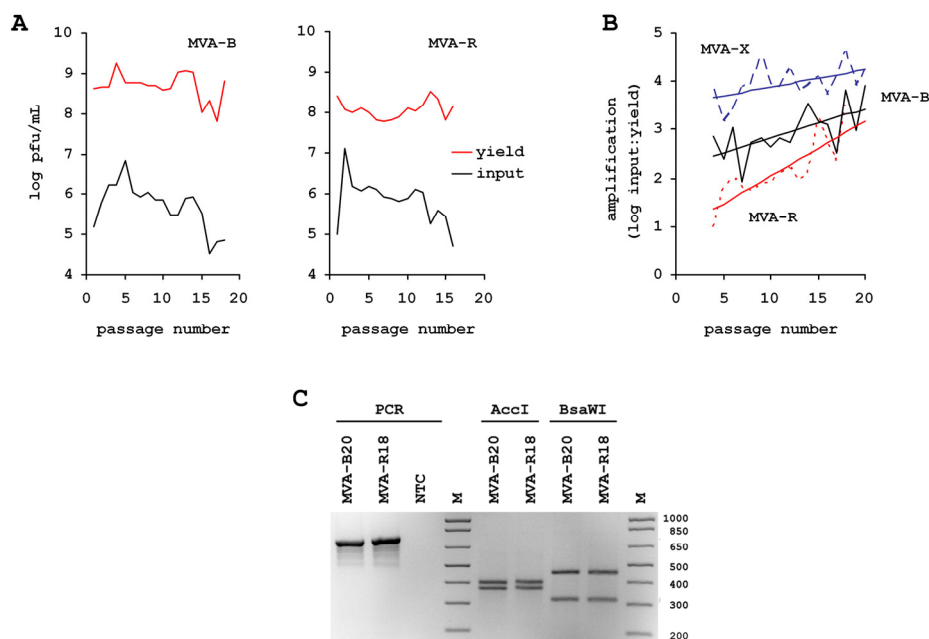 A
MVA-B
log pfu/mL
10
9
8
7
6
5
4
0 5 10 15 20
passage number
MVA-R
10
9
8
7
6
5
4
yield
input
0 5 10 15 20
passage number
B
MVA-X
MVA-B
MVA-R
amplification
(log input:yield)
5
4
3
2
1
0
0 5 10 15 20
passage number
C
PCR AccI BsaWI
MVA-B20
MVA-R18
NTC
M
MVA-B20
MVA-R18
MVA-B20
MVA-R18
M
1000
850
650
500
400
300
200